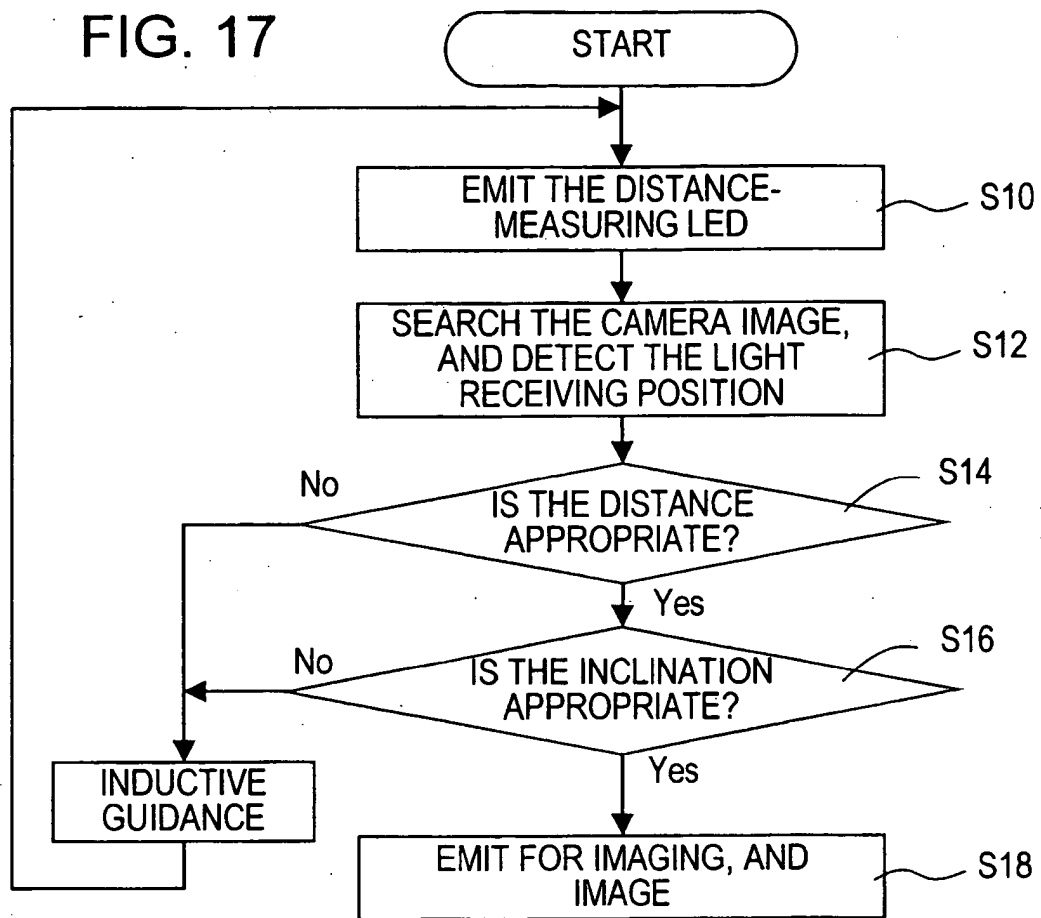 FIG. 17
START
EMIT THE DISTANCE-
MEASURING LED
S10
SEARCH THE CAMERA IMAGE,
AND DETECT THE LIGHT
RECEIVING POSITION
S12
No
IS THE DISTANCE
APPROPRIATE?
S14
Yes
No
IS THE INCLINATION
APPROPRIATE?
S16
Yes
INDUCTIVE
GUIDANCE
EMIT FOR IMAGING, AND
IMAGE
S18